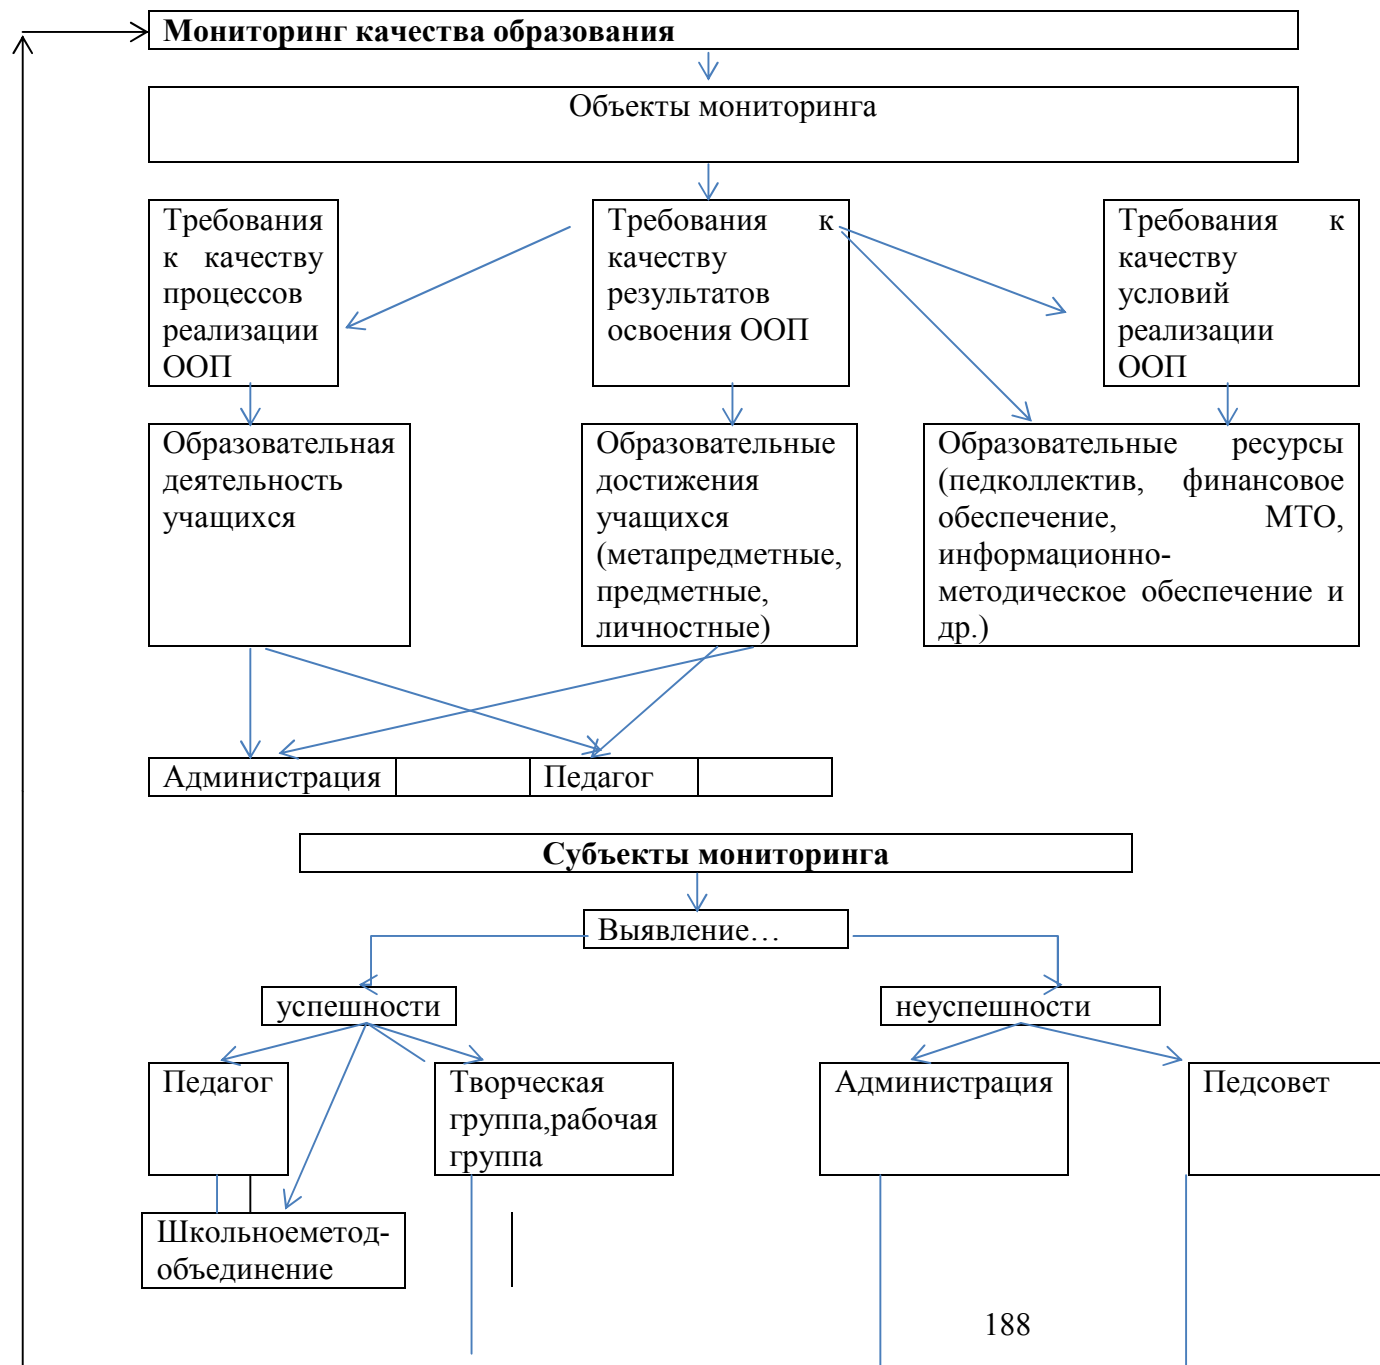 Мониторинг качества образования
Объекты мониторинга
Требования
к качеству
процессов
реализации
ООП
Требования к
качеству
результатов
освоения ООП
Требования к
качеству
условий
реализации
ООП
Образовательная
деятельность
учащихся
Образовательные
достижения
учащихся
(метапредметные,
предметные,
личностные)
Образовательные ресурсы
(педколлектив, финансовое
обеспечение, МТО,
информационно-
методическое обеспечение и
др.)
Администрация
Педагог
Субъекты мониторинга
Выявление…
успешности
неуспешности
Педагог
Творческая
группа,рабочая
группа
Администрация
Педсовет
Школьноеметод-
объединение
188